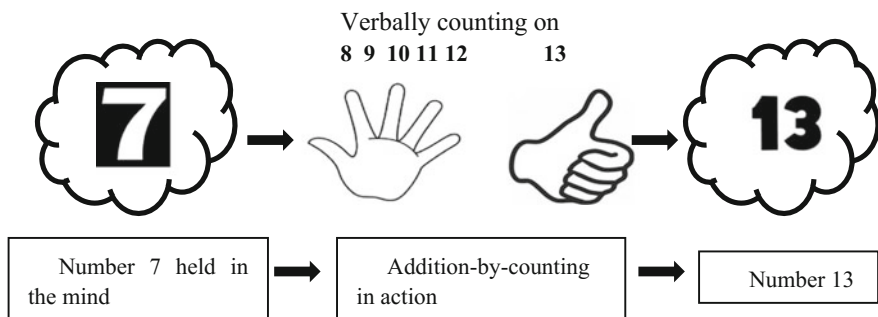 Verbally counting on
8 9 10 11 12 13
7
13
Number 7 held in
the mind
Addition-by-counting
in action
Number 13